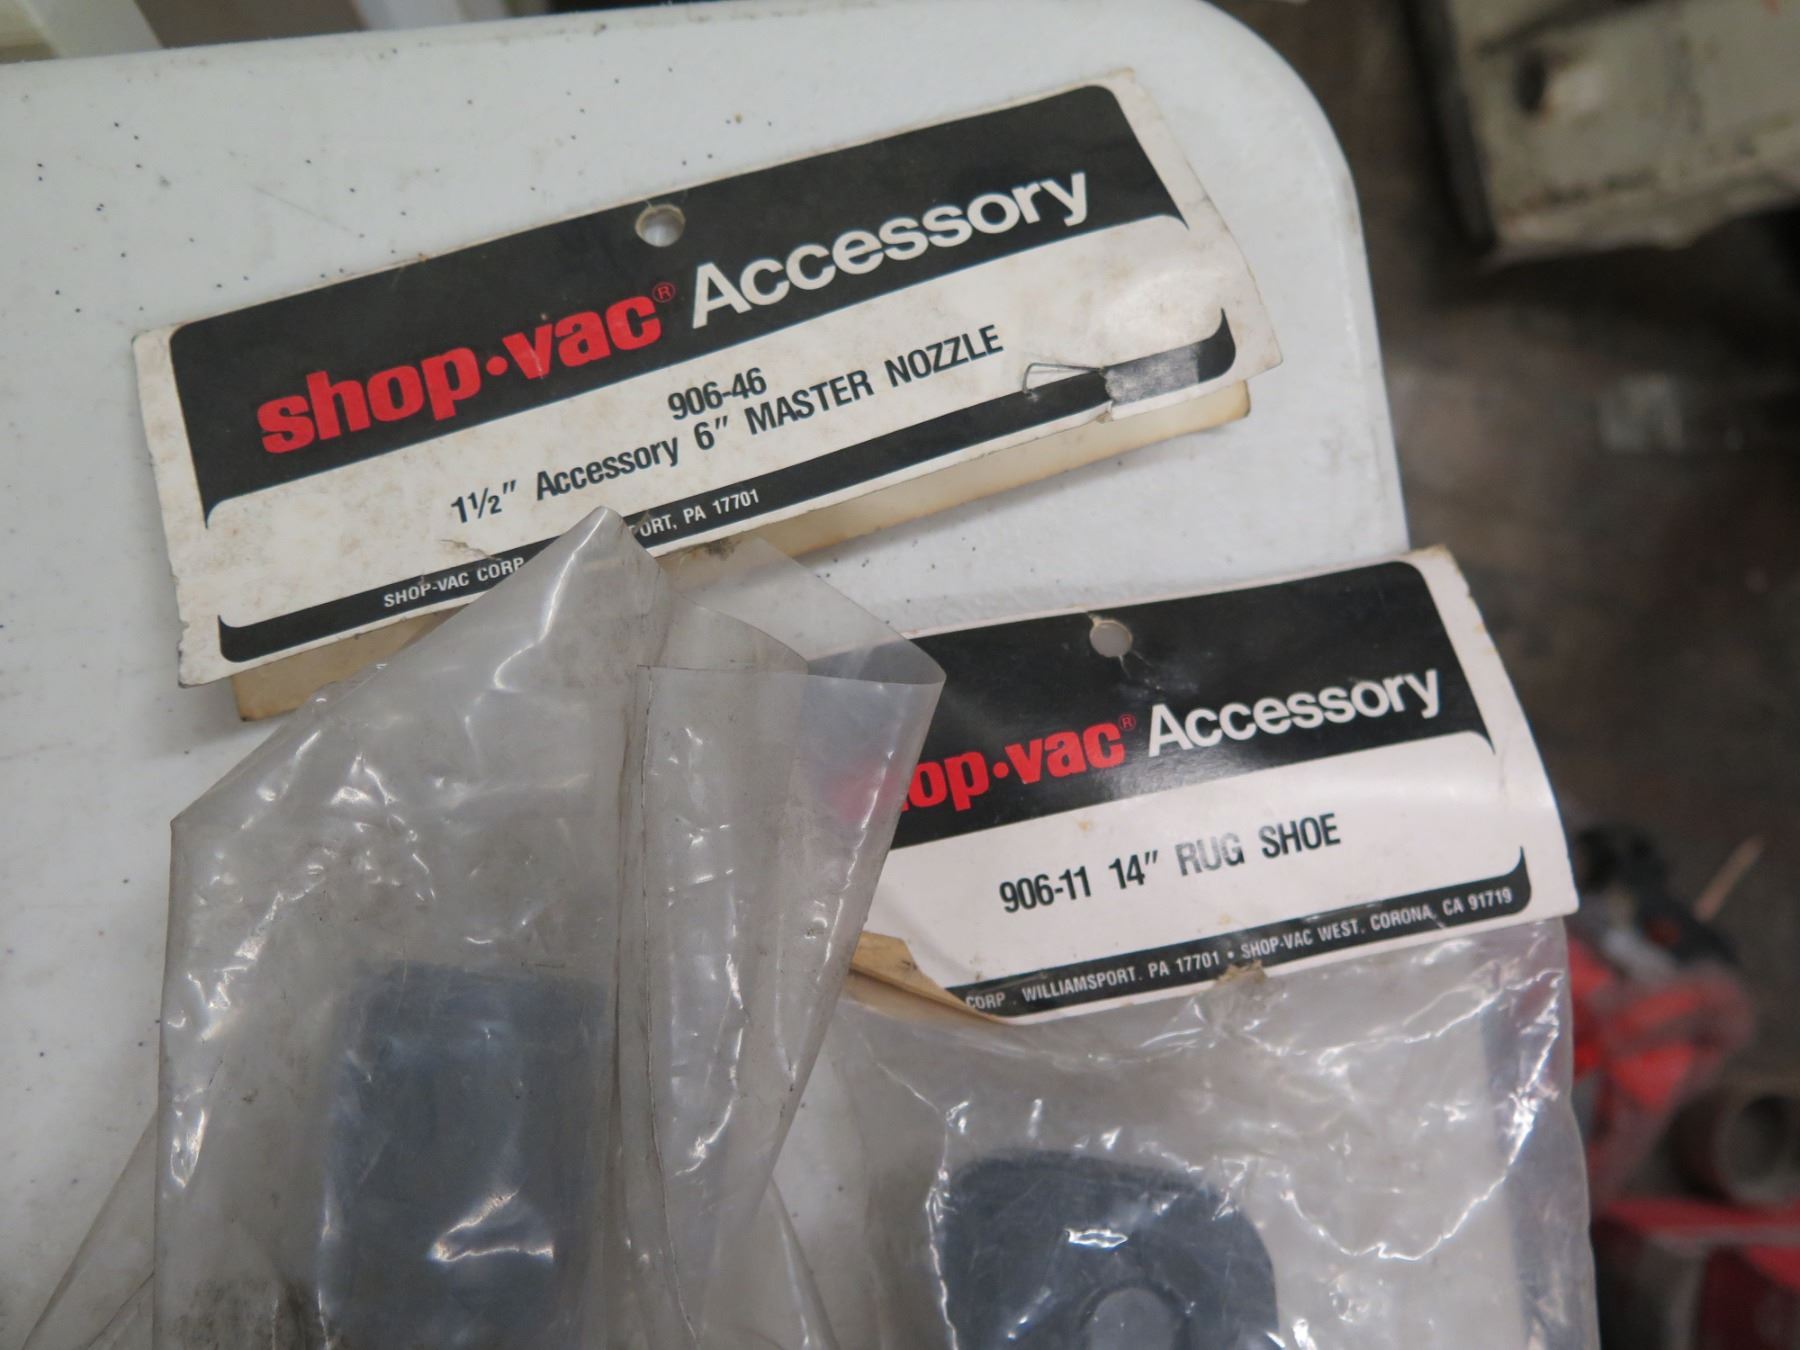 shop·vac® Accessory
906-46
1½" Accessory 6" MASTER NOZZLE
SHOP-VAC CORP PORT, PA 17701
hop·vac® Accessory
906-11 14" RUG SHOE
CORP. WILLIAMSPORT, PA 17701 • SHOP-VAC WEST, CORONA, CA 91719